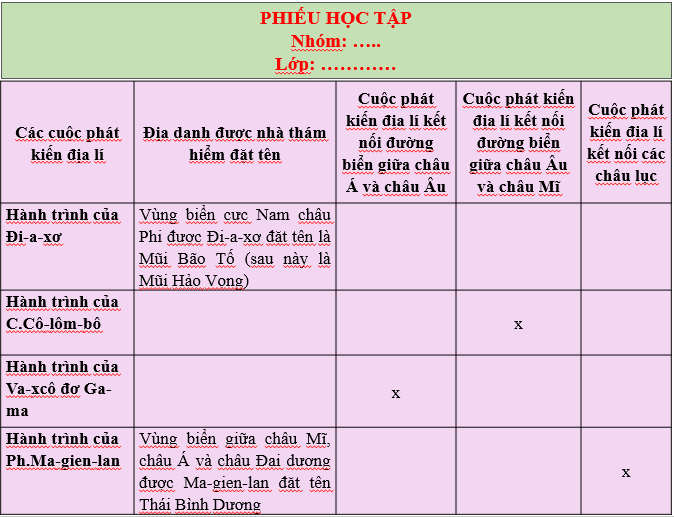 PHIẾU HỌC TẬP
Nhóm: …..
Lớp: …………
Các cuộc phát
kiến địa lí
Địa danh được nhà thám
hiểm đặt tên
Cuộc phát
kiến địa lí kết
nối đường
biển giữa châu
Á và châu Âu
Cuộc phát kiến
địa lí kết nối
đường biển
giữa châu Âu
và châu Mĩ
Cuộc phát
kiến địa lí
kết nối các
châu lục
Hành trình của
Đi-a-xơ
Vùng biển cực Nam châu
Phi được Đi-a-xơ đặt tên là
Mũi Bão Tố (sau này là
Mũi Hảo Vọng)
Hành trình của
C.Cô-lôm-bô
x
Hành trình của
Va-xcô đơ Ga-
ma
x
Hành trình của
Ph.Ma-gien-lan
Vùng biển giữa châu Mĩ,
châu Á và châu Đai dương
được Ma-gien-lan đặt tên
Thái Bình Dương
x